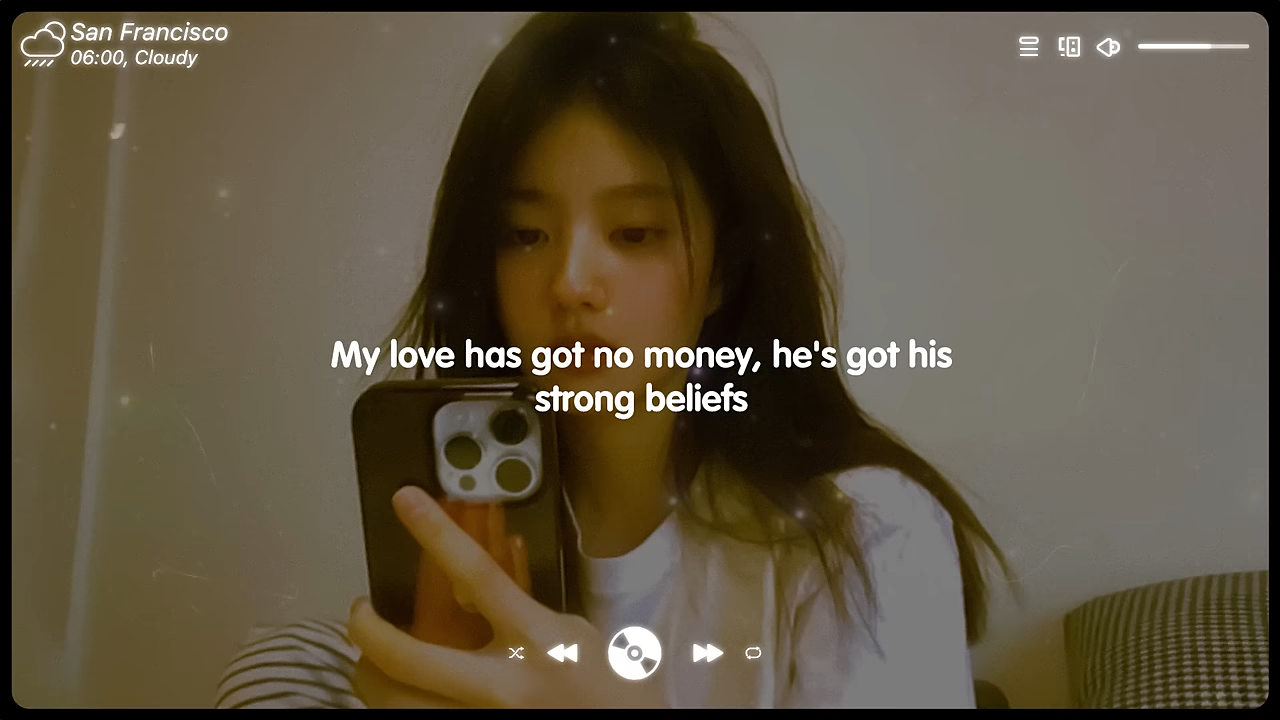 San Francisco
06:00, Cloudy
My love has got no money, he's got his
strong beliefs